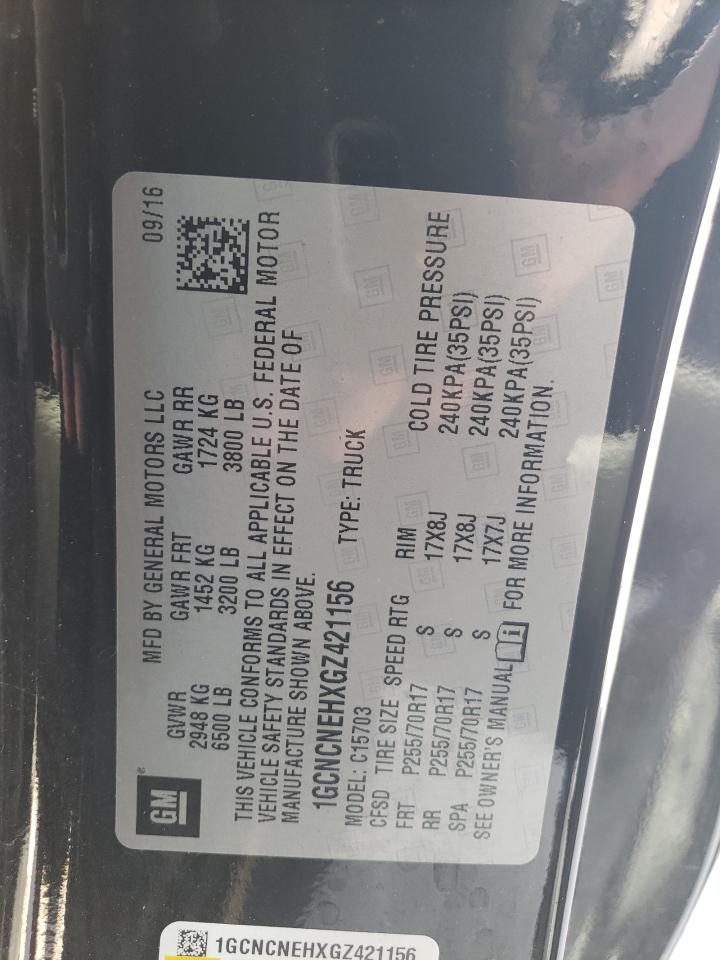 GM®
MFD BY GENERAL MOTORS LLC 09/16
GVWR GAWR FRT GAWR RR
2948 KG 1452 KG 1724 KG
6500 LB 3200 LB 3800 LB
THIS VEHICLE CONFORMS TO ALL APPLICABLE U.S. FEDERAL MOTOR
VEHICLE SAFETY STANDARDS IN EFFECT ON THE DATE OF
MANUFACTURE SHOWN ABOVE.
1GCNCNEHXGZ421156 TYPE: TRUCK
MODEL: C15703
CFSD TIRE SIZE SPEED RTG RIM COLD TIRE PRESSURE
FRT P255/70R17 S 17X8J 240KPA(35PSI)
RR P255/70R17 S 17X8J 240KPA(35PSI)
SPA P255/70R17 S 17X7J 240KPA(35PSI)
SEE OWNER'S MANUAL FOR MORE INFORMATION.
1GCNCNEHXGZ421156